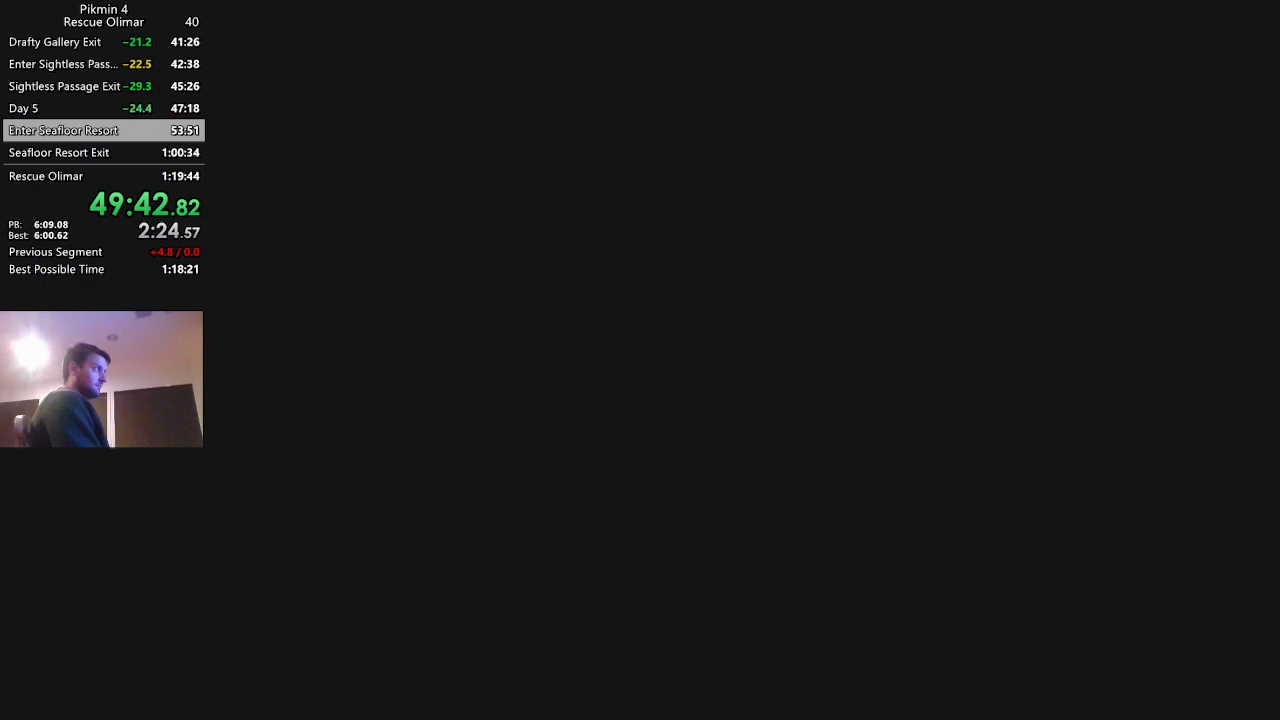 Pikmin 4
Rescue Olimar 40
Drafty Gallery Exit −21.2 41:26
Enter Sightless Pass... −22.5 42:38
Sightless Passage Exit −29.3 45:26
Day 5 −24.4 47:18
Enter Seafloor Resort 53:51
Seafloor Resort Exit 1:00:34
Rescue Olimar 1:19:44
49:42.82
PB: 6:09.08
Best: 6:00.62 2:24.57
Previous Segment +4.8 / 0.0
Best Possible Time 1:18:21